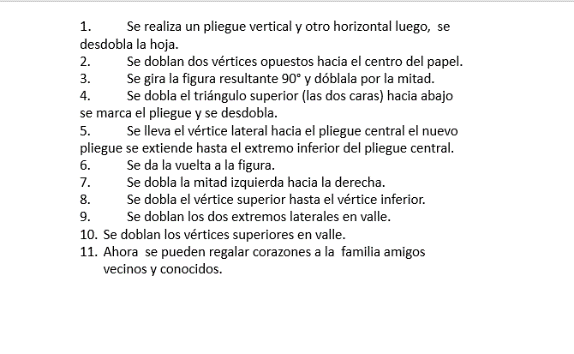 1. Se realiza un pliegue vertical y otro horizontal luego, se
desdobla la hoja.
2. Se doblan dos vértices opuestos hacia el centro del papel.
3. Se gira la figura resultante 90° y dóblala por la mitad.
4. Se dobla el triángulo superior (las dos caras) hacia abajo
se marca el pliegue y se desdobla.
5. Se lleva el vértice lateral hacia el pliegue central el nuevo
pliegue se extiende hasta el extremo inferior del pliegue central.
6. Se da la vuelta a la figura.
7. Se dobla la mitad izquierda hacia la derecha.
8. Se dobla el vértice superior hasta el vértice inferior.
9. Se doblan los dos extremos laterales en valle.
10. Se doblan los vértices superiores en valle.
11. Ahora se pueden regalar corazones a la familia amigos
vecinos y conocidos.